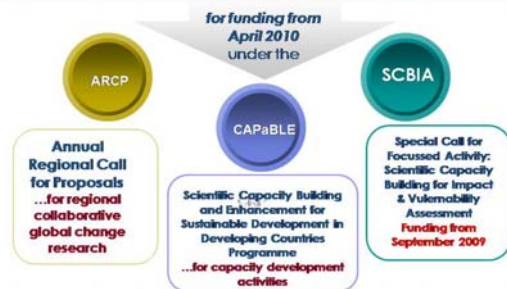 for funding from
April 2010
under the
ARCP
CAPaBLE
SCBIA
Annual
Regional Call
for Proposals
...for regional
collaborative
global change
research
Scientific Capacity Building
and Enhancement for
Sustainable Development in
Developing Countries
Programme
...for capacity development
activities
Special Call for
Focussed Activity:
Scientific Capacity
Building for Impact
& Vulnerability
Assessment
Funding from
September 2009